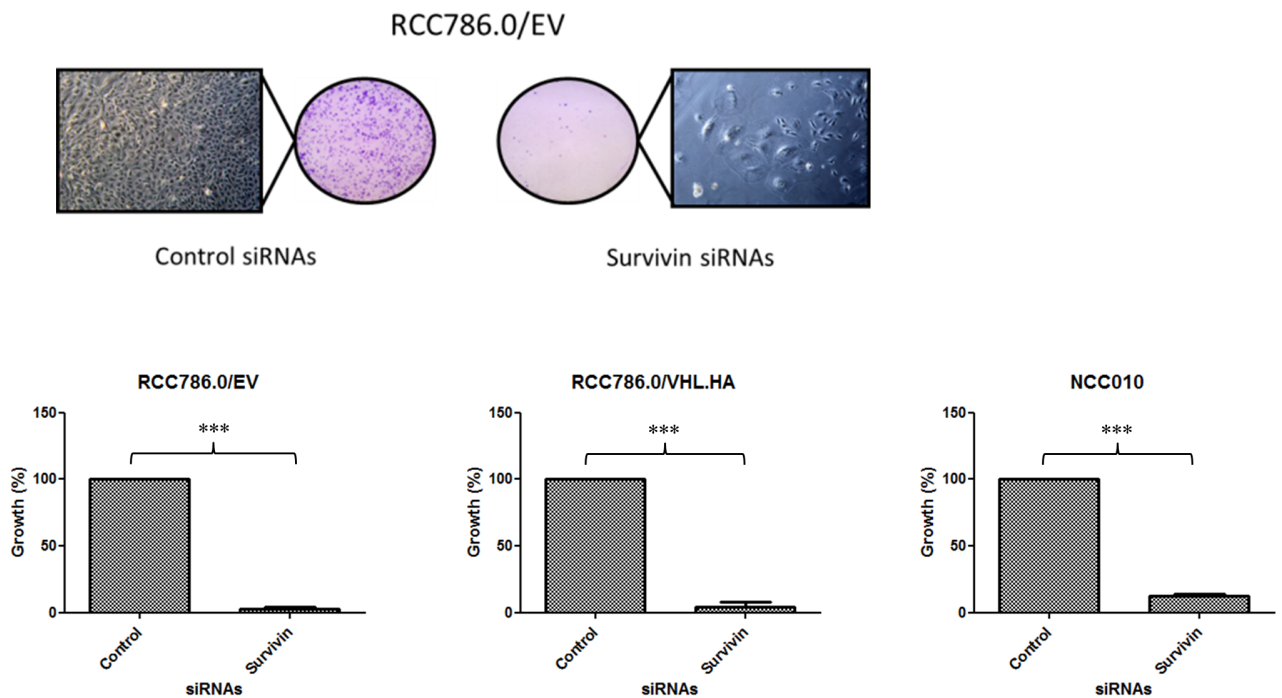 RCC786.0/EV
Control siRNAs
Survivin siRNAs
RCC786.0/EV
150
100
50
0
Growth (%)
***
Control
Survivin
siRNAs
RCC786.0/VHL.HA
150
100
50
0
Growth (%)
***
Control
Survivin
siRNAs
NCC010
150
100
50
0
Growth (%)
***
Control
Survivin
siRNAs